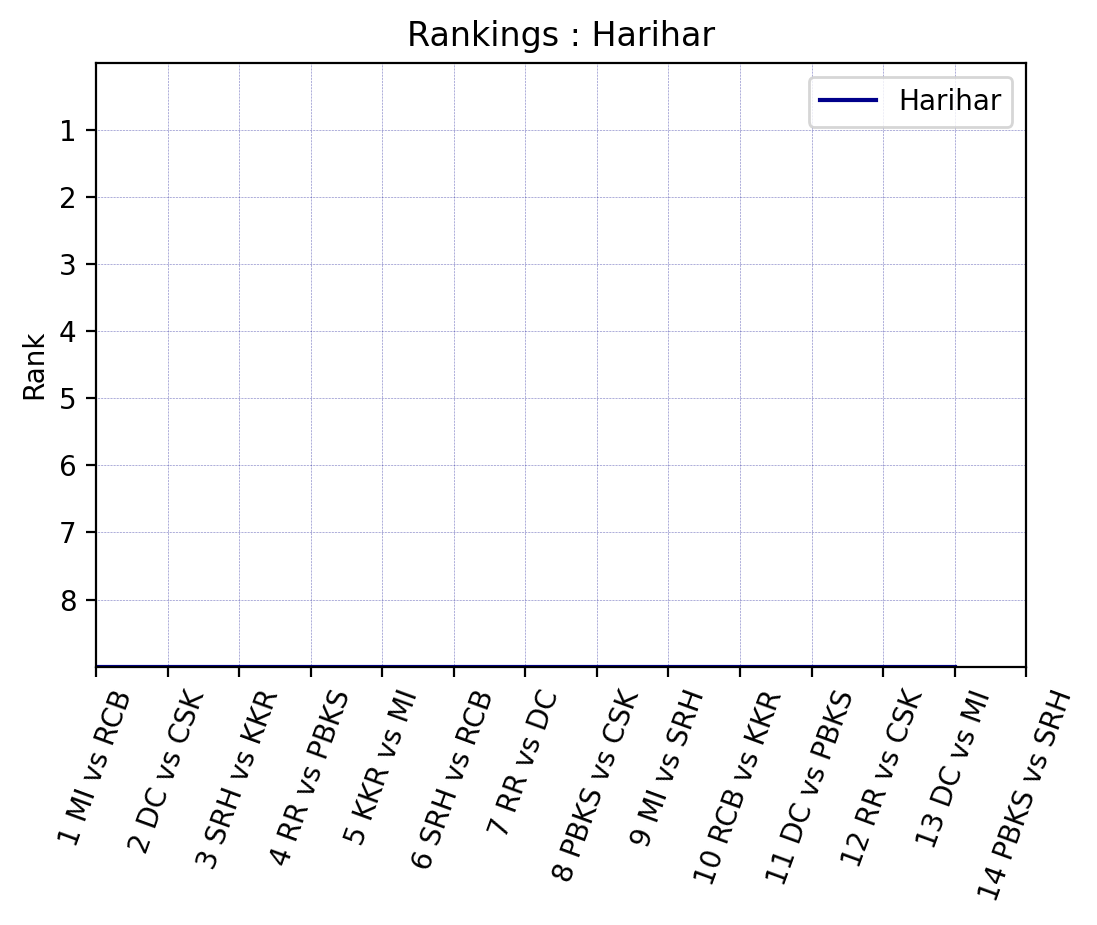 Rankings : Harihar
Harihar
Rank
1
2
3
4
5
6
7
8
1 MI vs RCB
2 DC vs CSK
3 SRH vs KKR
4 RR vs PBKS
5 KKR vs MI
6 SRH vs RCB
7 RR vs DC
8 PBKS vs CSK
9 MI vs SRH
10 RCB vs KKR
11 DC vs PBKS
12 RR vs CSK
13 DC vs MI
14 PBKS vs SRH